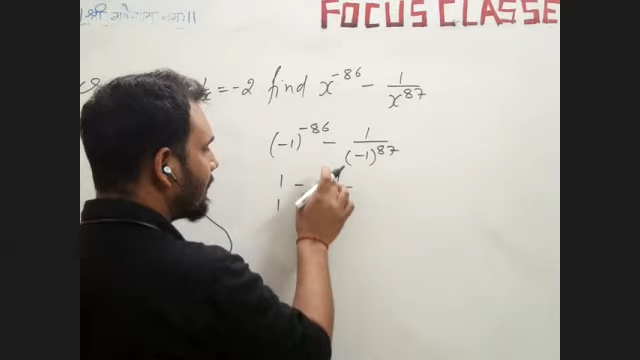 ॥श्री गणेशाय नमः॥
FOCUS CLASSE
= -2 find x^-86 - 1/x^87
(-1)^-86 - 1/(-1)^87
1 -
1